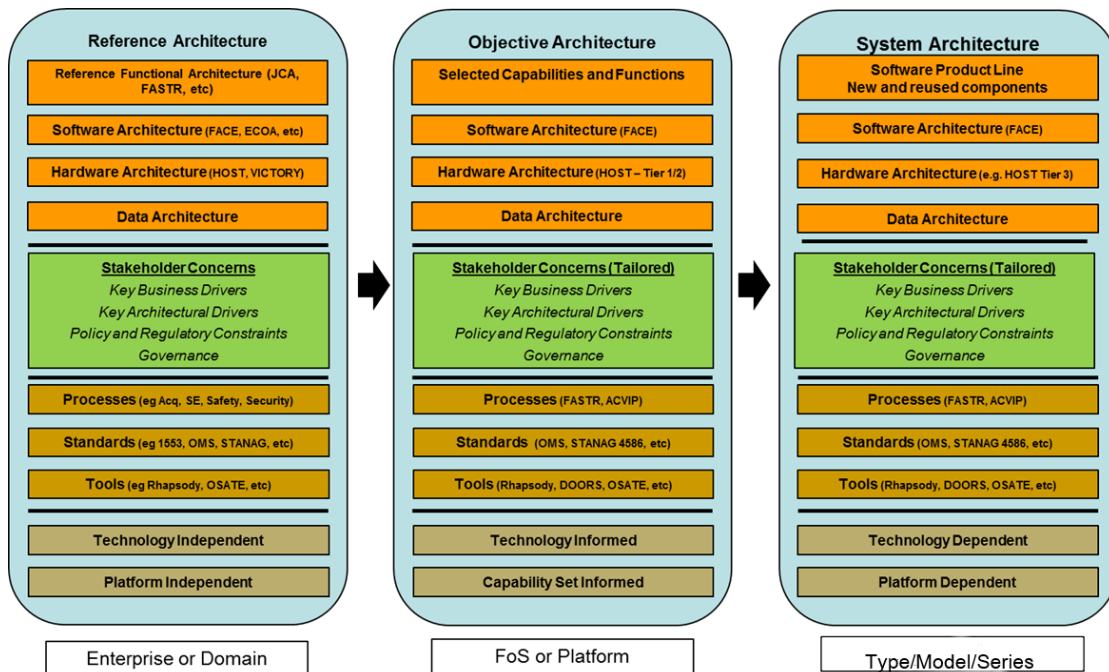 Reference Architecture
Reference Functional Architecture (JCA,
FASTR, etc)
Software Architecture (FACE, ECOA, etc)
Hardware Architecture (HOST, VICTORY)
Data Architecture
Stakeholder Concerns
Key Business Drivers
Key Architectural Drivers
Policy and Regulatory Constraints
Governance
Processes (eg Acq, SE, Safety, Security)
Standards (eg 1553, OMS, STANAG, etc)
Tools (eg Rhapsody, OSATE, etc)
Technology Independent
Platform Independent
Enterprise or Domain
Objective Architecture
Selected Capabilities and Functions
Software Architecture (FACE)
Hardware Architecture (HOST – Tier 1/2)
Data Architecture
Stakeholder Concerns (Tailored)
Key Business Drivers
Key Architectural Drivers
Policy and Regulatory Constraints
Governance
Processes (FASTR, ACVIP)
Standards (OMS, STANAG 4586, etc)
Tools (Rhapsody, DOORS, OSATE, etc)
Technology Informed
Capability Set Informed
FoS or Platform
System Architecture
Software Product Line
New and reused components
Software Architecture (FACE)
Hardware Architecture (e.g. HOST Tier 3)
Data Architecture
Stakeholder Concerns (Tailored)
Key Business Drivers
Key Architectural Drivers
Policy and Regulatory Constraints
Governance
Processes (FASTR, ACVIP)
Standards (OMS, STANAG 4586, etc)
Tools (Rhapsody, DOORS, OSATE, etc)
Technology Dependent
Platform Dependent
Type/Model/Series